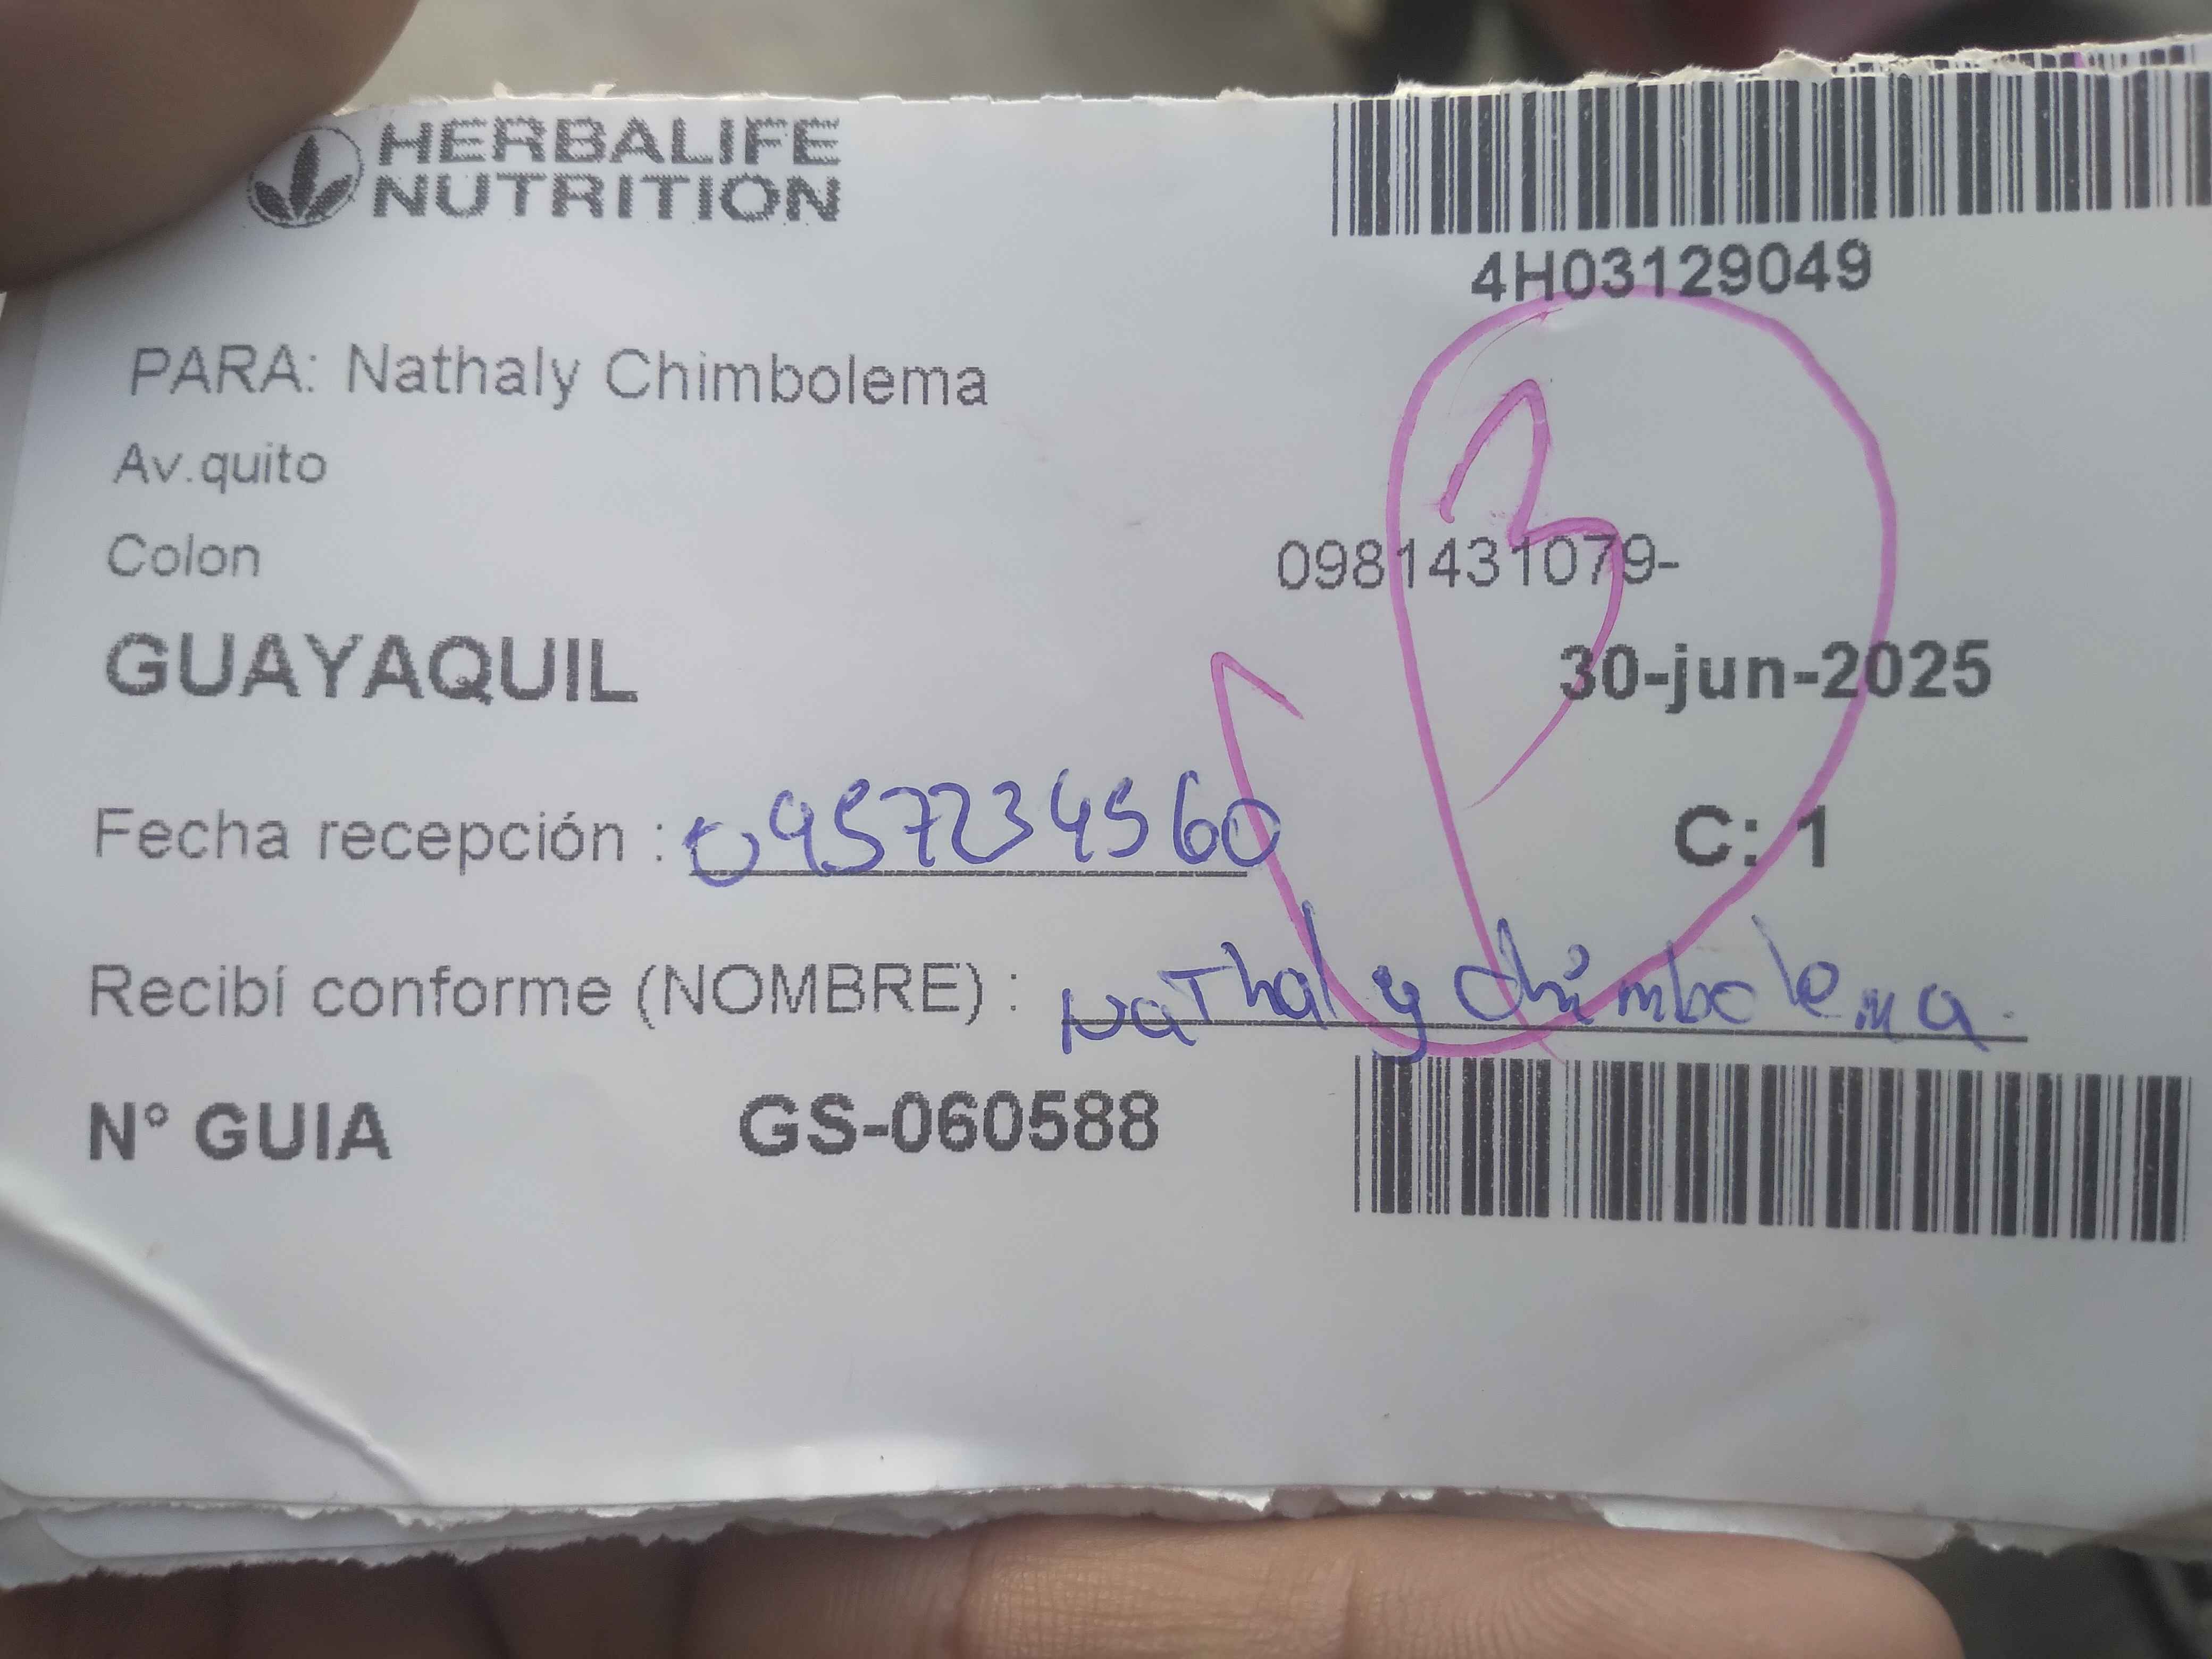 HERBALIFE
NUTRITION
4H03129049
PARA: Nathaly Chimbolema
Av.quito
Colon
0981431079-
GUAYAQUIL
30-jun-2025
3
Fecha recepción : 0957234560
C: 1
Recibí conforme (NOMBRE) : Nathaly Chimbolema.
N° GUIA GS-060588